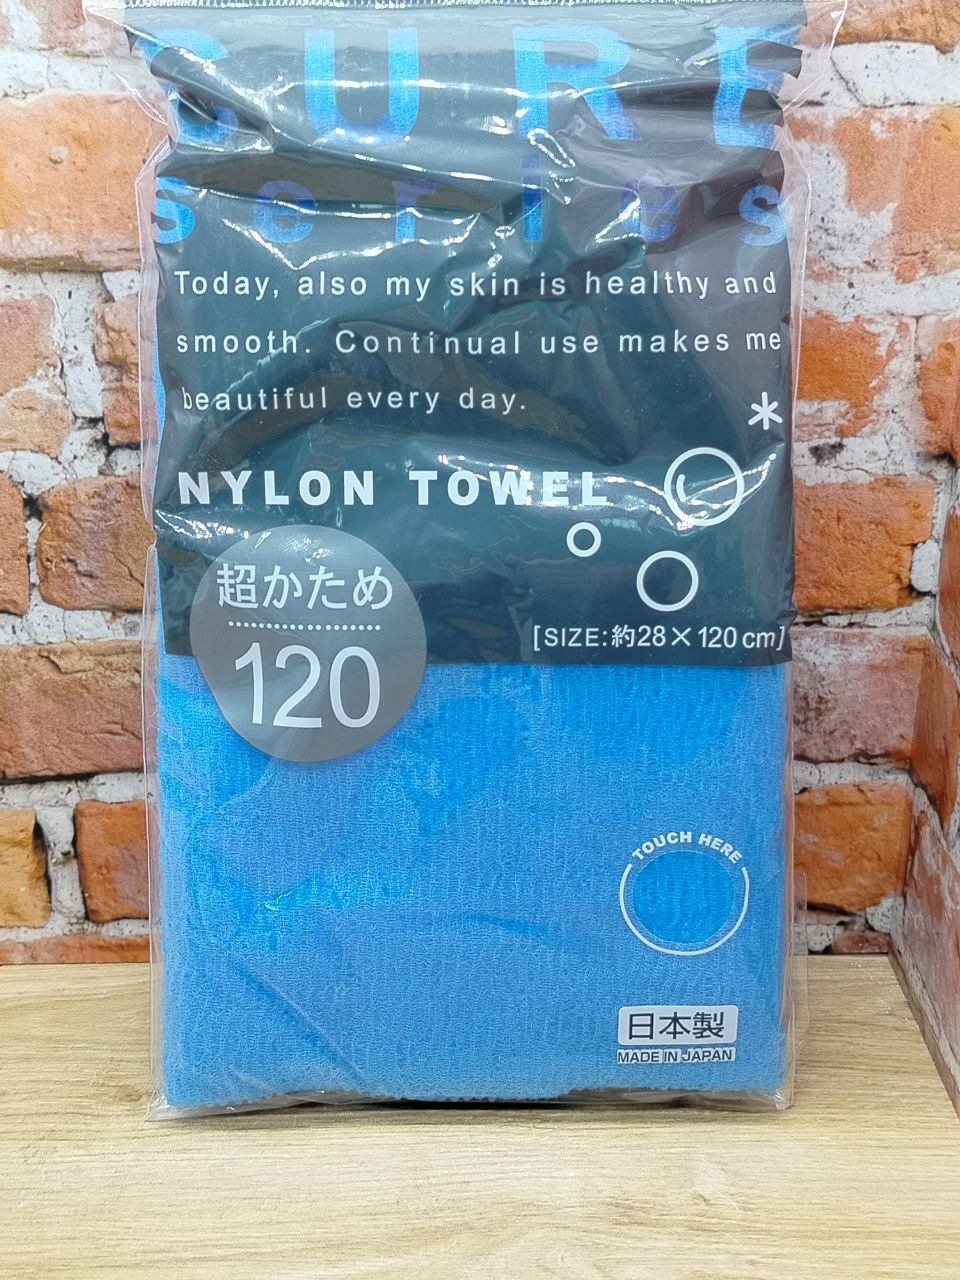 CURE
series
Today, also my skin is healthy and
smooth. Continual use makes me
beautiful every day.
*
NYLON TOWEL
超かため
120
[SIZE:約28×120cm]
TOUCH HERE
日本製
MADE IN JAPAN